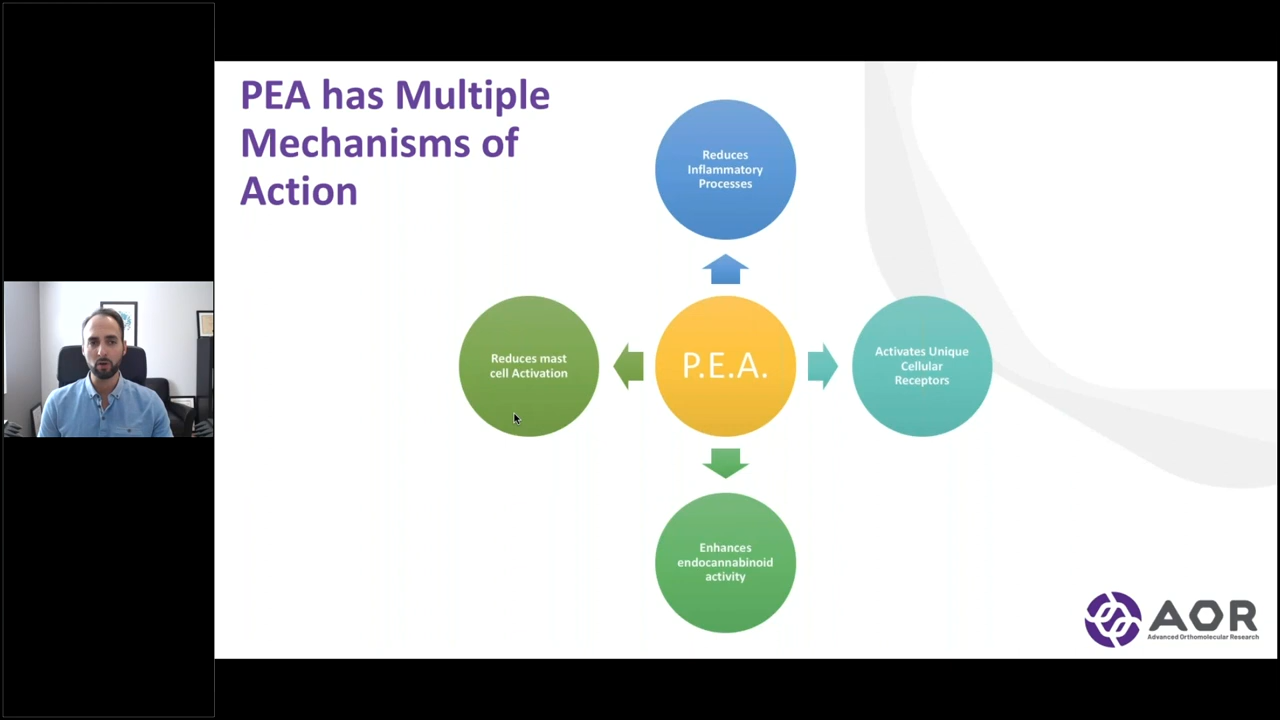 PEA has Multiple
Mechanisms of
Action
Reduces
Inflammatory
Processes
Reduces mast
cell Activation
P.E.A.
Activates Unique
Cellular
Receptors
Enhances
endocannabinoid
activity
AOR
Advanced Orthomolecular Research